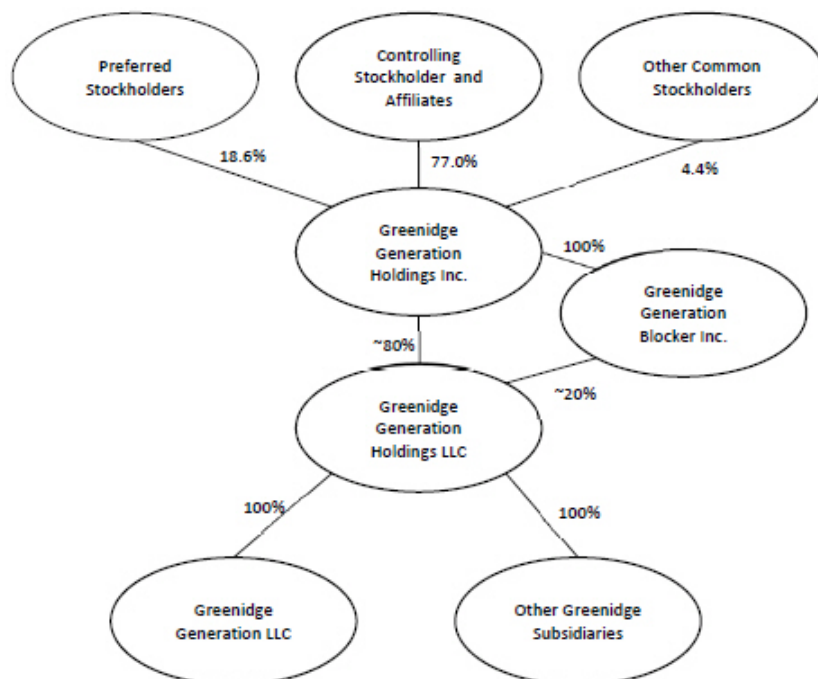 Preferred
Stockholders
Controlling
Stockholder and
Affiliates
Other Common
Stockholders
18.6%
77.0%
4.4%
Greenidge
Generation
Holdings Inc.
100%
Greenidge
Generation
Blocker Inc.
~80%
~20%
Greenidge
Generation
Holdings LLC
100%
100%
Greenidge
Generation LLC
Other Greenidge
Subsidiaries